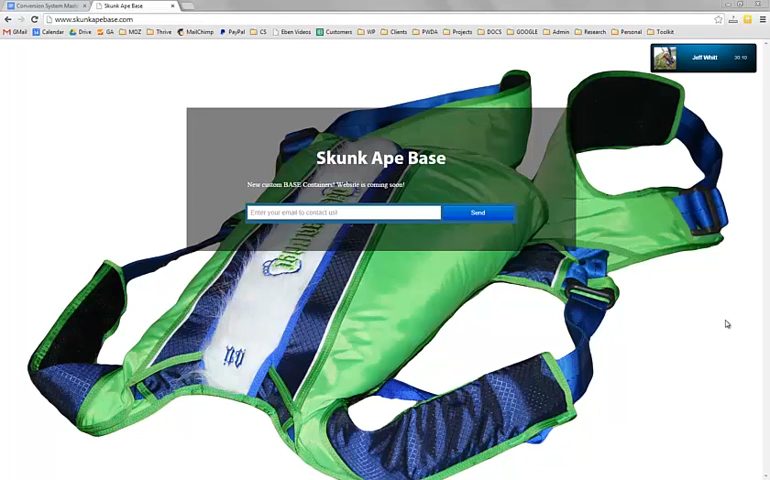 Conversion System Maste
Skunk Ape Base
www.skunkapebase.com
GMail Calendar Drive GA MOZ Thrive MailChimp PayPal CS Eben Videos Customers WP Clients PWDA Projects DOCS GOOGLE Admin Research Personal Toolkit
Jeff Whitt
Skunk Ape Base
New custom BASE Containers! Website is coming soon!
Enter your email to contact us!
Send